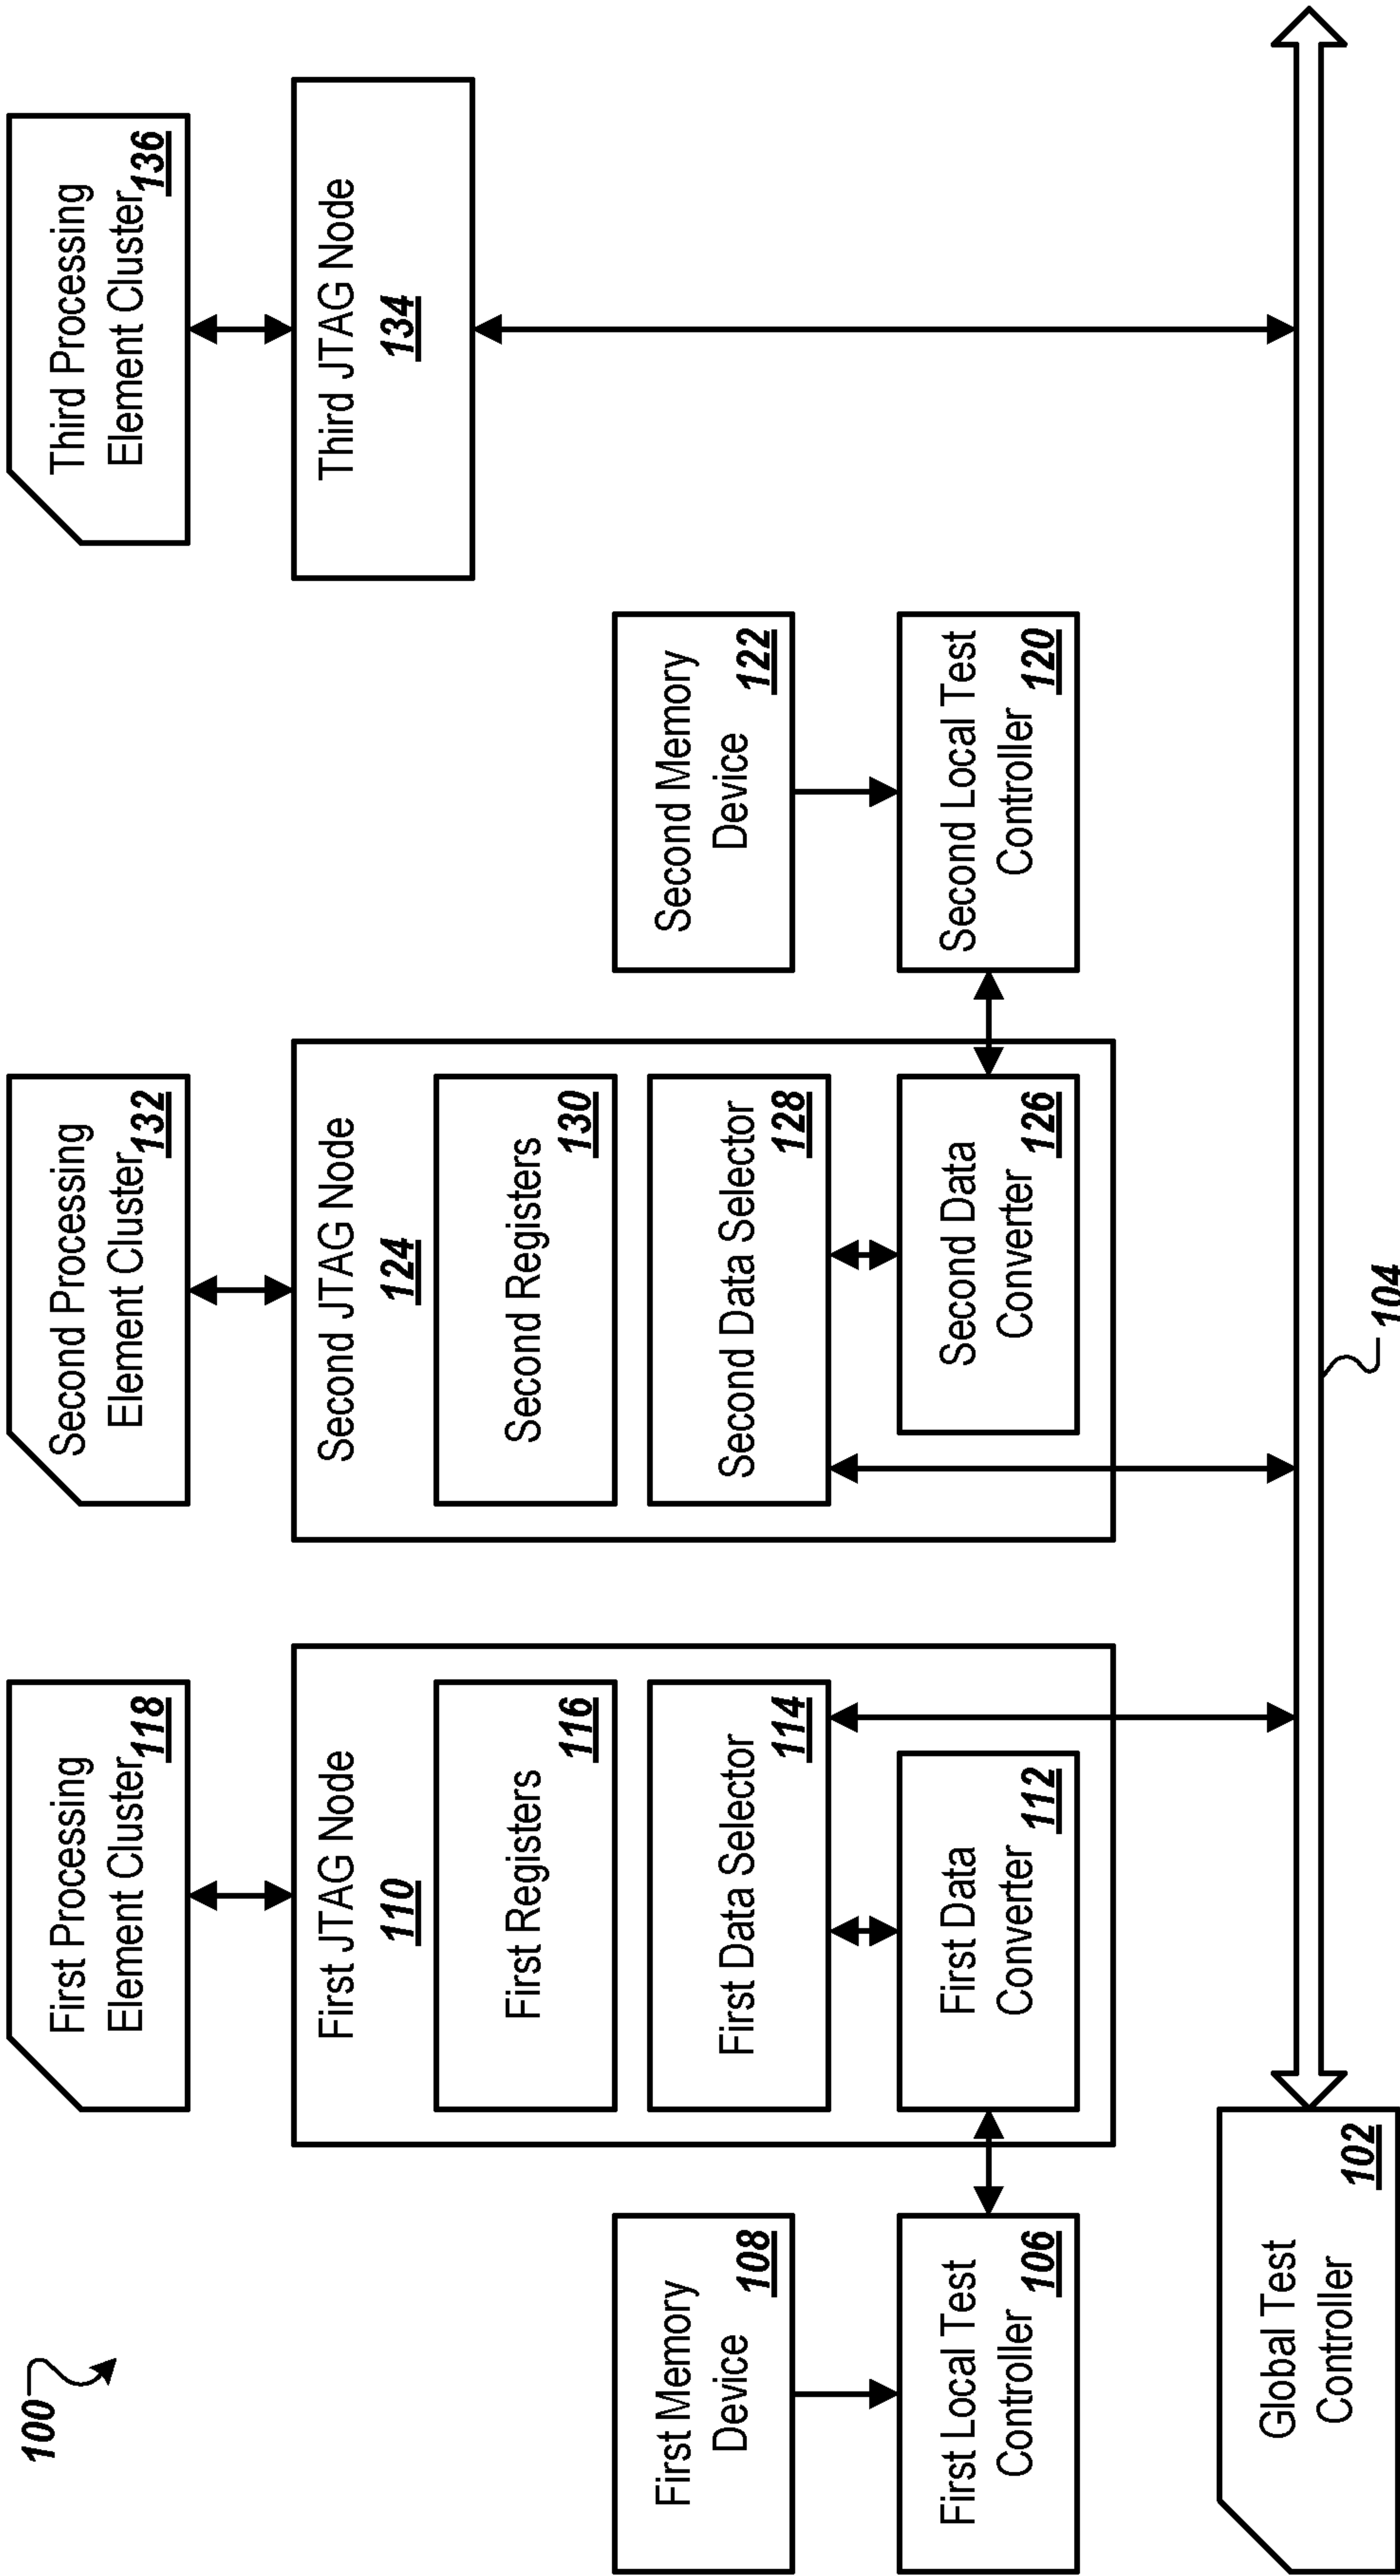 100
First Processing
Element Cluster
118
Second Processing
Element Cluster
132
Third Processing
Element Cluster
136
First JTAG Node
110
Second JTAG Node
124
Third JTAG Node
134
First Registers
116
Second Registers
130
First Memory
Device
108
First Data Selector
114
Second Data Selector
128
Second Memory
Device
122
First Local Test
Controller
106
First Data
Converter
112
Second Data
Converter
126
Second Local Test
Controller
120
Global Test
Controller
102
104